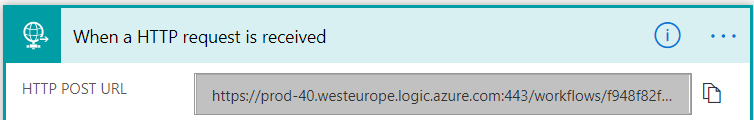 When a HTTP request is received
HTTP POST URL
https://prod-40.westeurope.logic.azure.com:443/workflows/f948f82f...